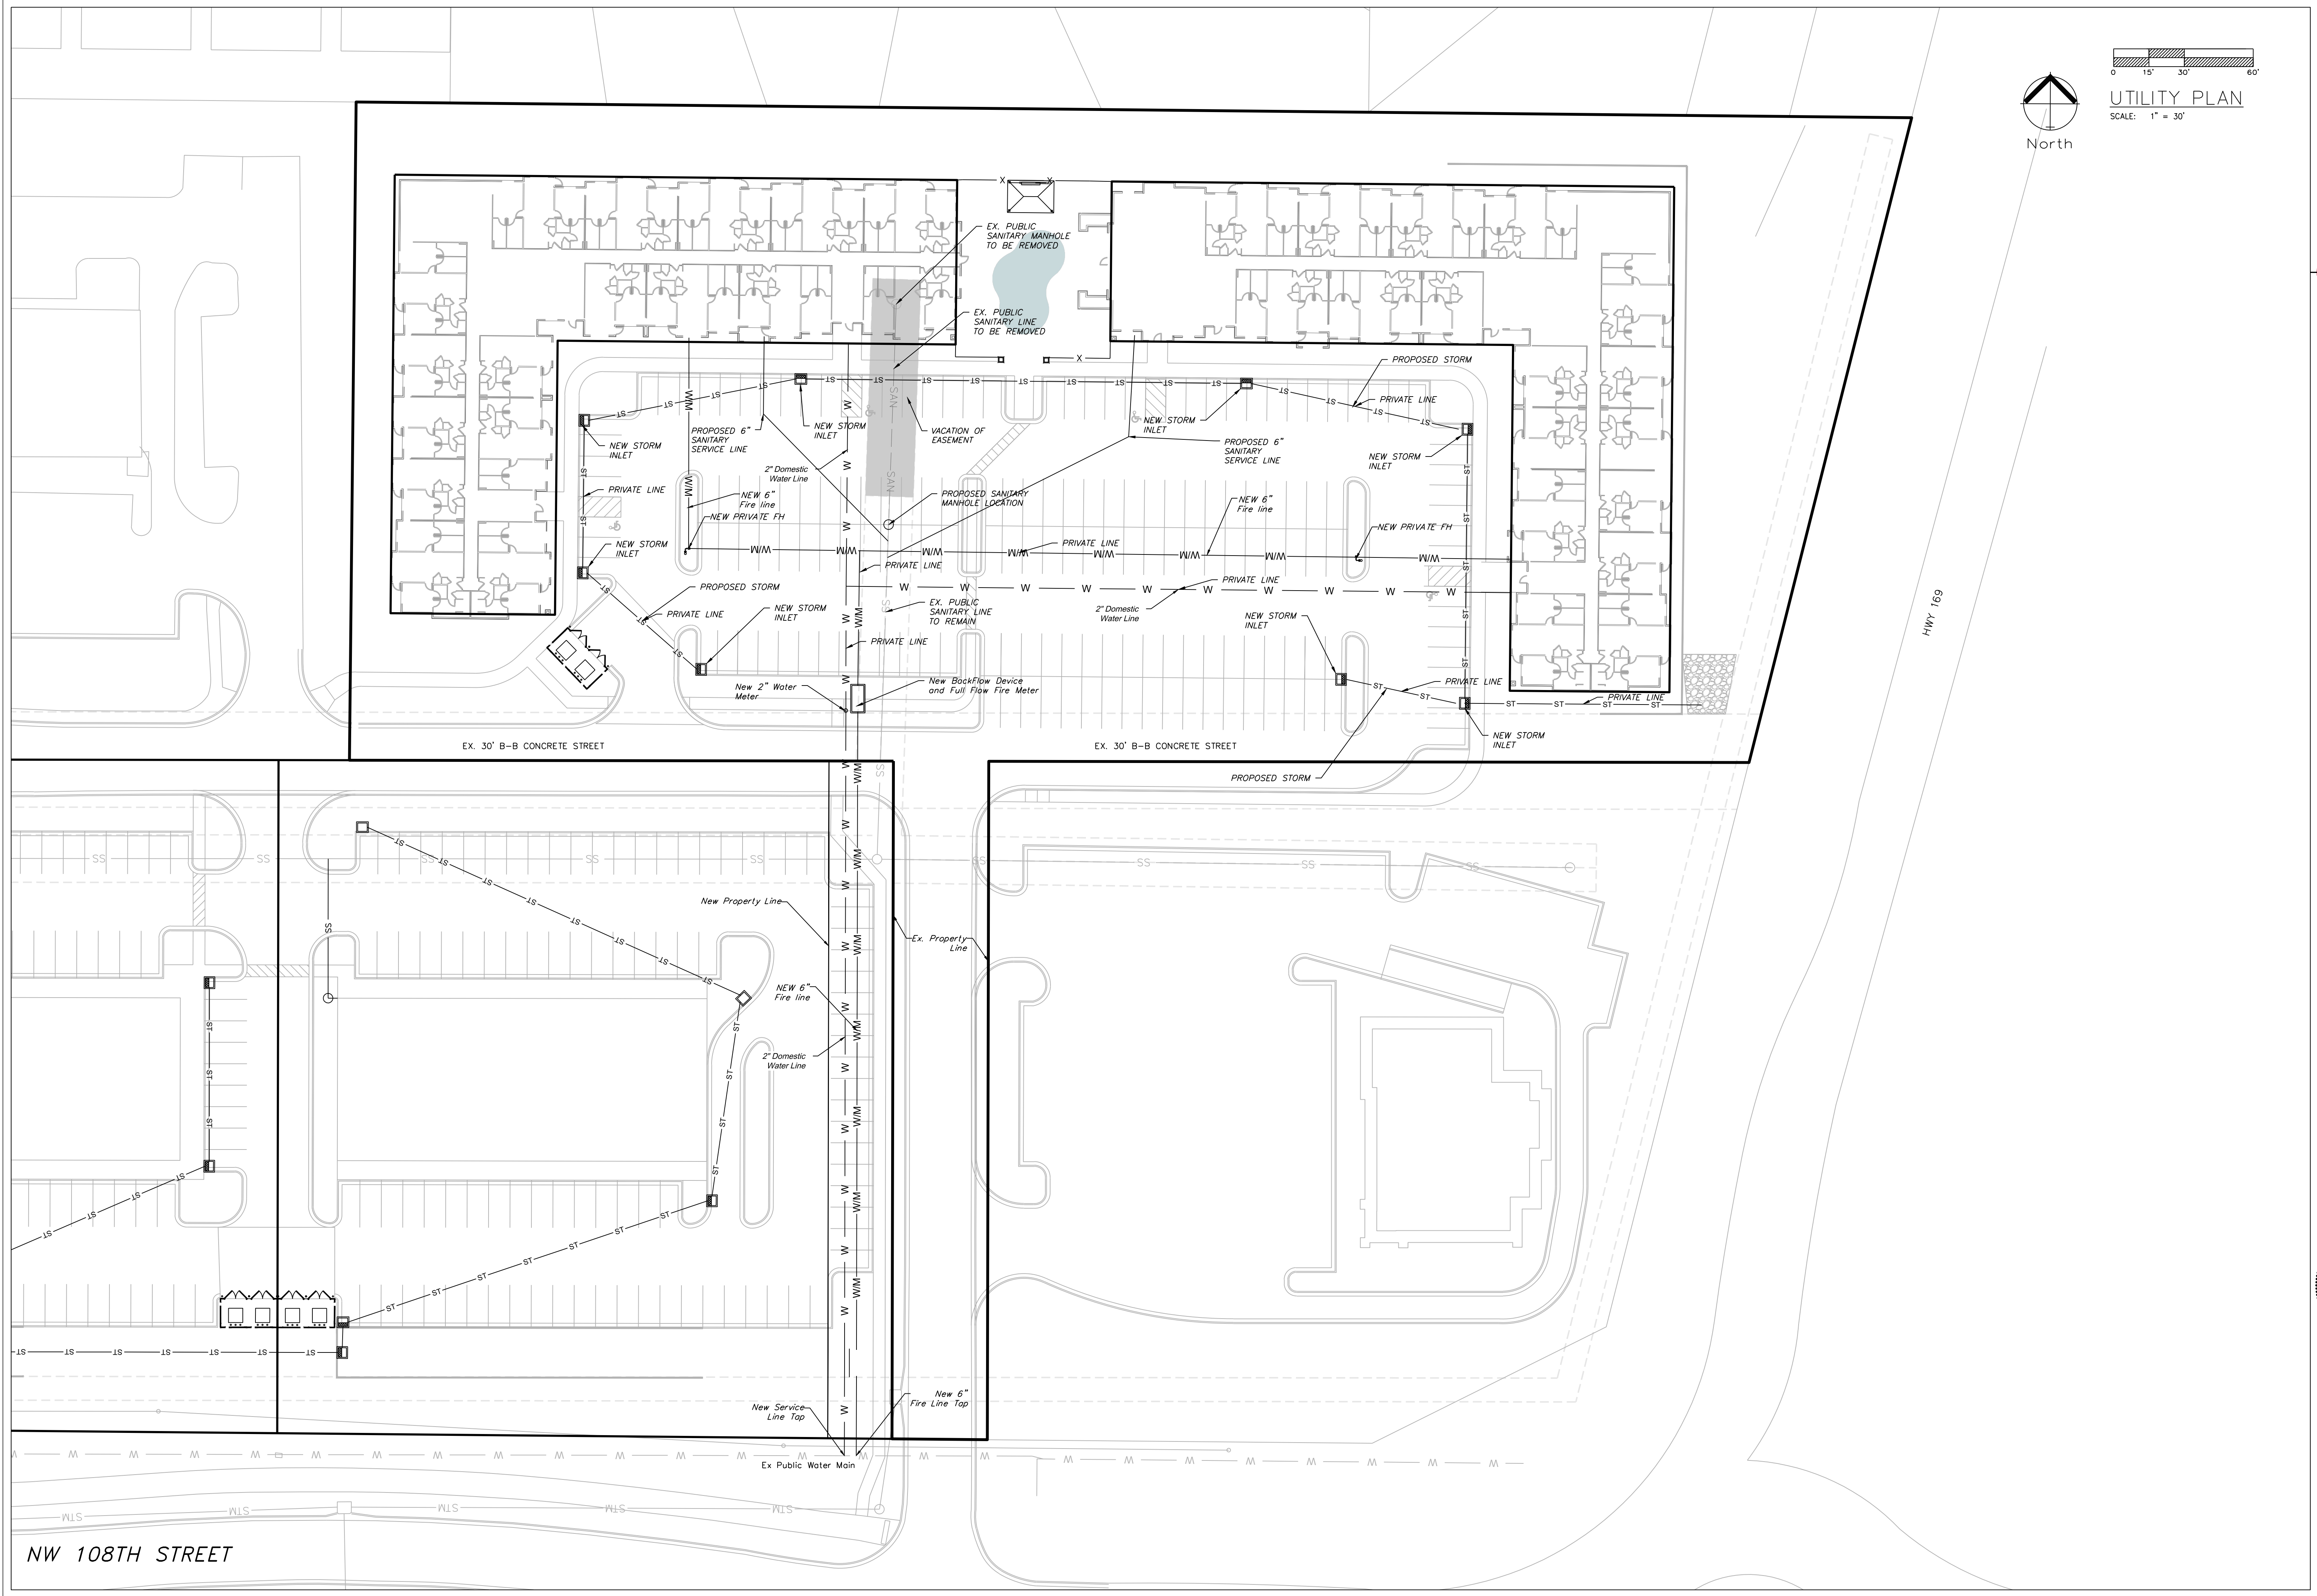 0 15' 30' 60'
UTILITY PLAN
SCALE: 1" = 30'
North
X X
EX. PUBLIC
SANITARY MANHOLE
TO BE REMOVED
EX. PUBLIC
SANITARY LINE
TO BE REMOVED
X
PROPOSED STORM
PRIVATE LINE
NEW STORM
INLET
PROPOSED 6"
SANITARY
SERVICE LINE
NEW STORM
INLET
VACATION OF
EASEMENT
NEW STORM
INLET
PROPOSED 6"
SANITARY
SERVICE LINE
NEW STORM
INLET
2" Domestic
Water Line
PRIVATE LINE
NEW 6"
Fire line
NEW PRIVATE FH
PROPOSED SANITARY
MANHOLE LOCATION
NEW 6"
Fire line
NEW PRIVATE FH
NEW STORM
INLET
PRIVATE LINE
PRIVATE LINE
PROPOSED STORM
PRIVATE LINE
PRIVATE LINE
NEW STORM
INLET
EX. PUBLIC
SANITARY LINE
TO REMAIN
2" Domestic
Water Line
NEW STORM
INLET
PRIVATE LINE
New 2" Water
Meter
New BackFlow Device
and Full Flow Fire Meter
PRIVATE LINE
PRIVATE LINE
HWY 169
EX. 30' B-B CONCRETE STREET
EX. 30' B-B CONCRETE STREET
NEW STORM
INLET
PROPOSED STORM
New Property Line
Ex. Property
Line
NEW 6"
Fire line
2" Domestic
Water Line
New 6"
Fire Line Tap
New Service
Line Tap
Ex Public Water Main
NW 108TH STREET